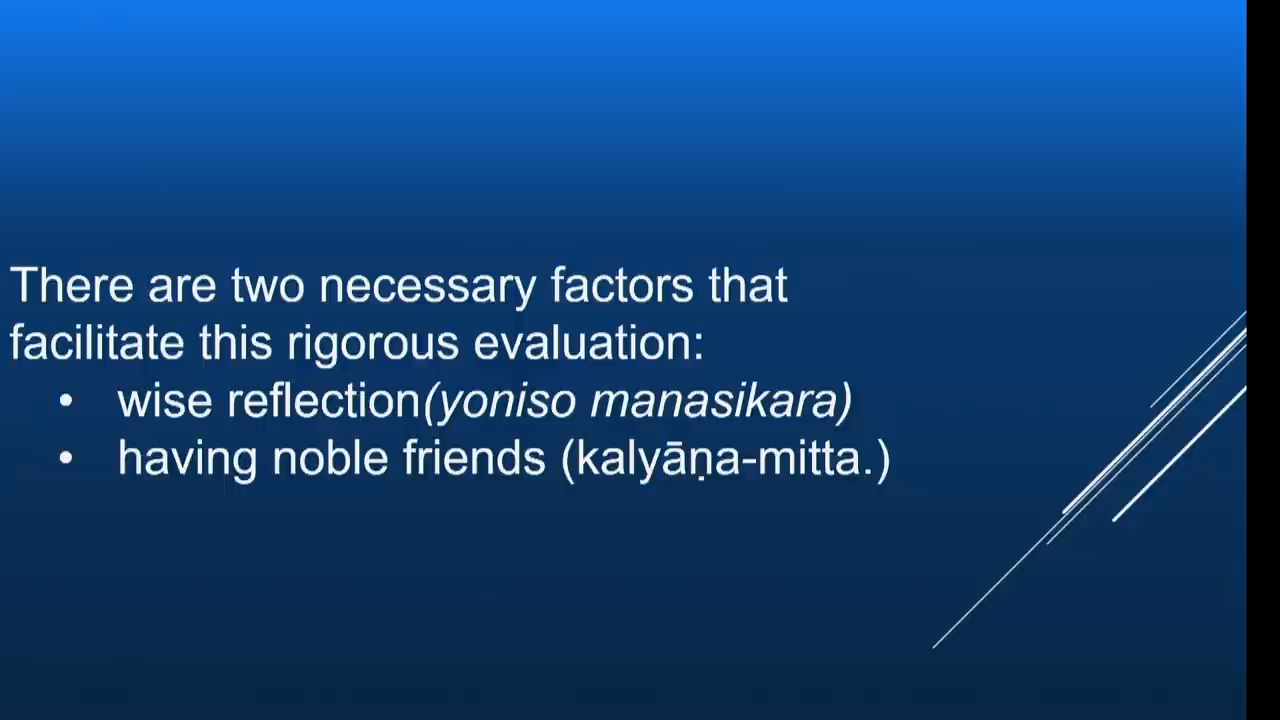 There are two necessary factors that
facilitate this rigorous evaluation:
• wise reflection(yoniso manasikara)
• having noble friends (kalyāṇa-mitta.)